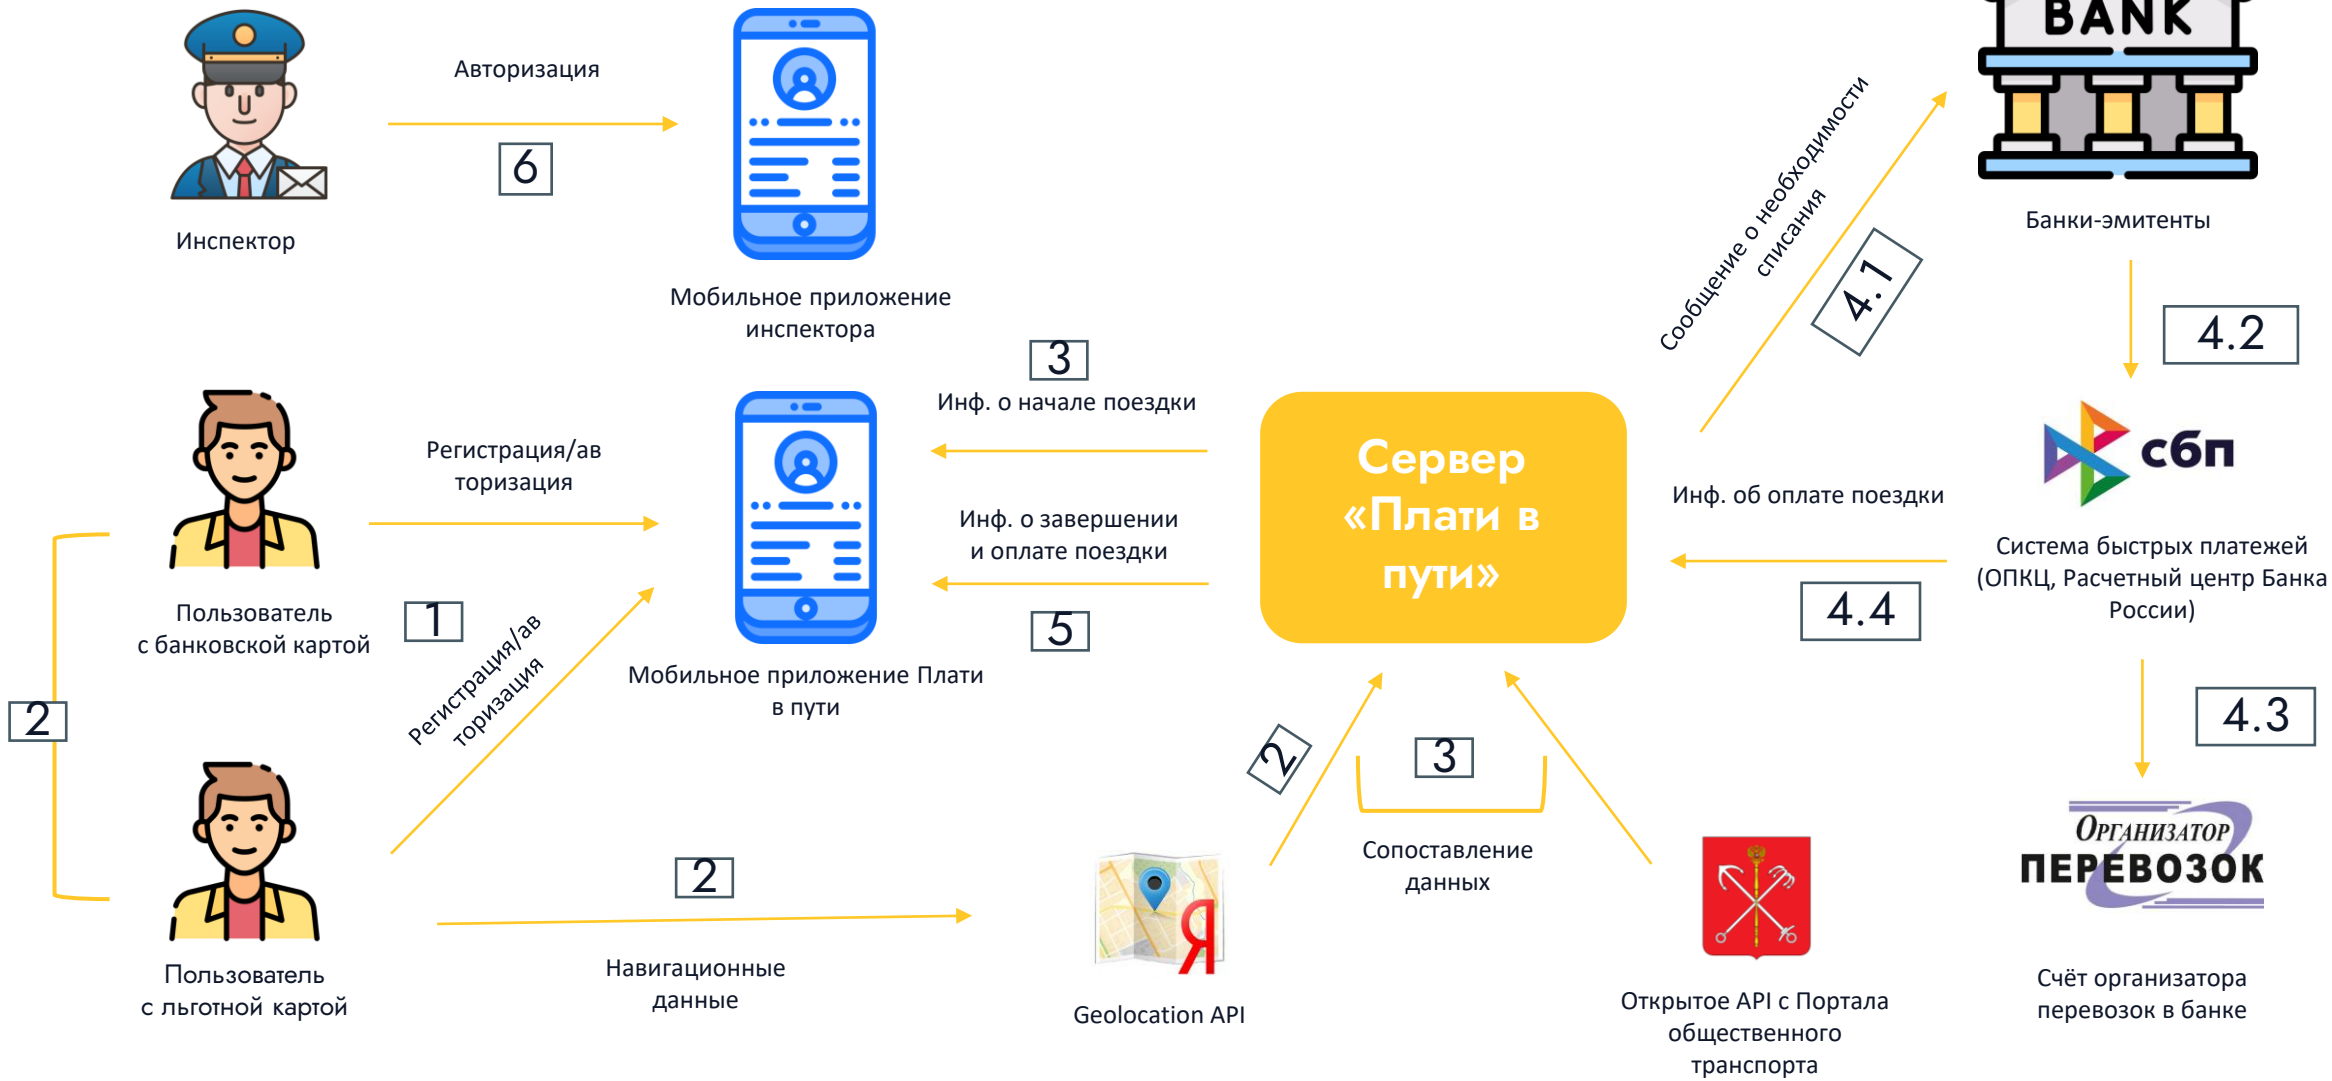 Авторизация
6
Инспектор
Мобильное приложение
инспектора
BANK
Банки-эмитенты
Сообщение о необходимости
списания
4.1
4.2
3
Инф. о начале поездки
Регистрация/ав
торизация
Инф. о завершении
и оплате поездки
5
Сервер
«Плати в
пути»
Инф. об оплате поездки
4.4
сбп
Система быстрых платежей
(ОПКЦ, Расчетный центр Банка
России)
Пользователь
с банковской картой
1
Регистрация/ав
торизация
Мобильное приложение Плати
в пути
2
2
3
4.3
Сопоставление
данных
ОРГАНИЗАТОР
ПЕРЕВОЗОК
2
Я
Пользователь
с льготной картой
Навигационные
данные
Geolocation API
Открытое API с Портала
общественного
транспорта
Счёт организатора
перевозок в банке